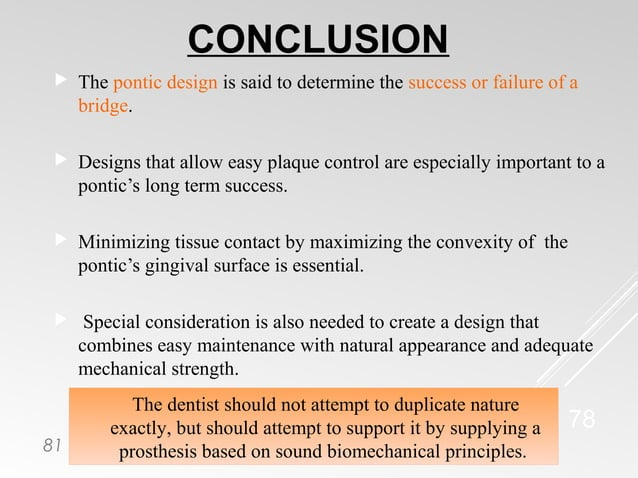 CONCLUSION
The pontic design is said to determine the success or failure of a
bridge.
Designs that allow easy plaque control are especially important to a
pontic’s long term success.
Minimizing tissue contact by maximizing the convexity of the
pontic’s gingival surface is essential.
Special consideration is also needed to create a design that
combines easy maintenance with natural appearance and adequate
mechanical strength.
The dentist should not attempt to duplicate nature
exactly, but should attempt to support it by supplying a
prosthesis based on sound biomechanical principles.
78
81